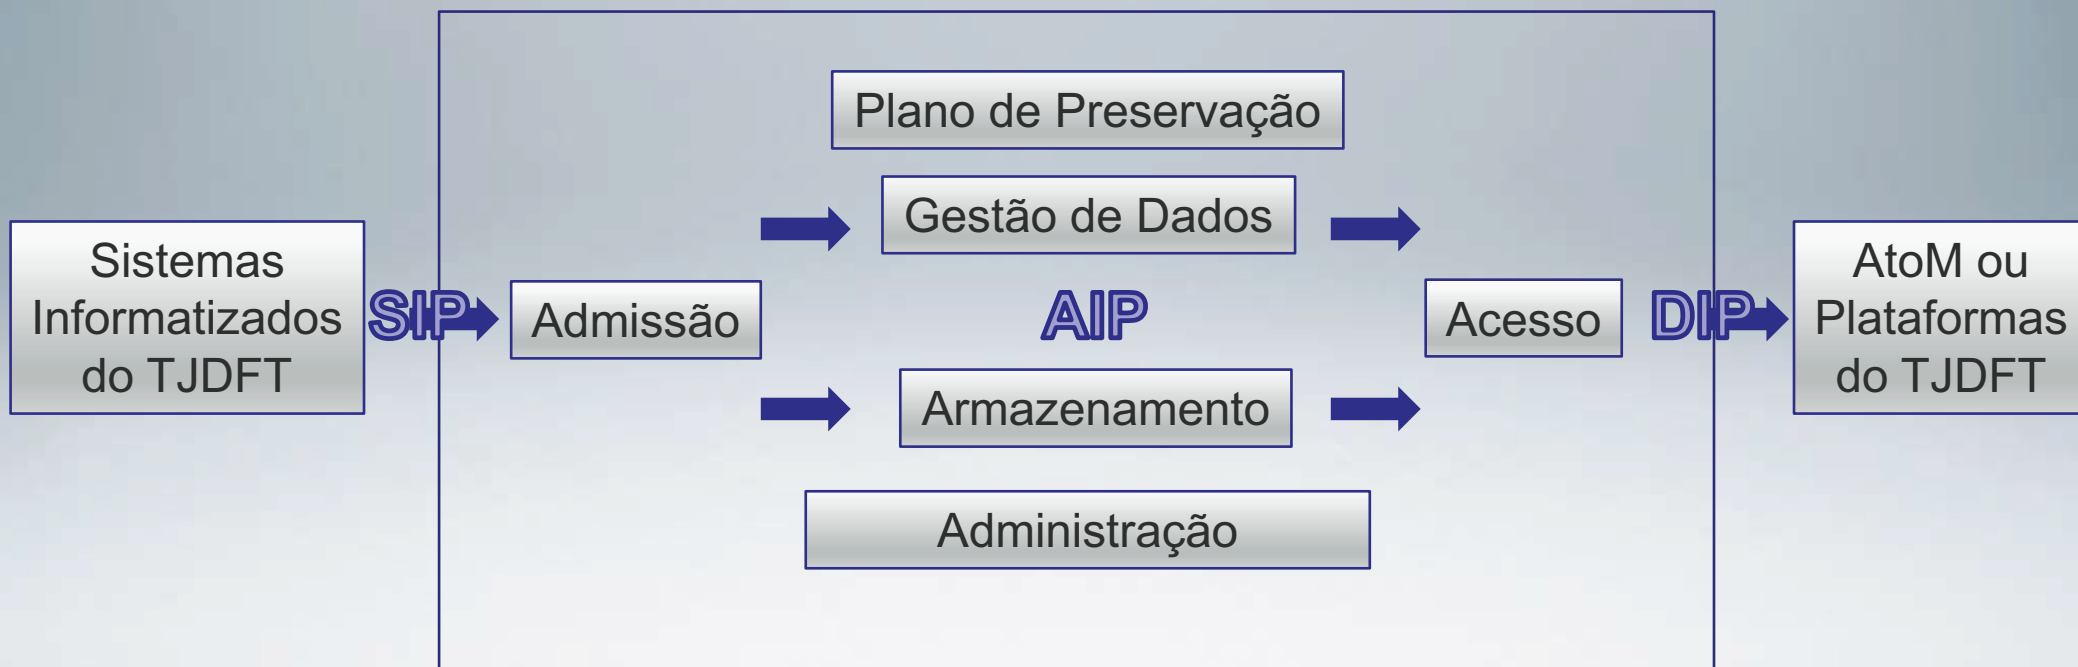 Plano de Preservação
Gestão de Dados
Sistemas
Informatizados
do TJDFT
SIP
Admissão
AIP
Acesso
DIP
AtoM ou
Plataformas
do TJDFT
Armazenamento
Administração